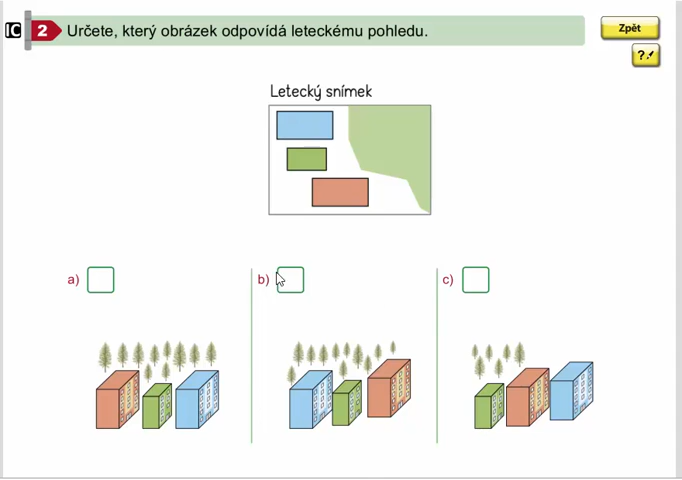 IC
2 Určete, který obrázek odpovídá leteckému pohledu.
Zpět
?
Letecký snímek
a)
b)
c)